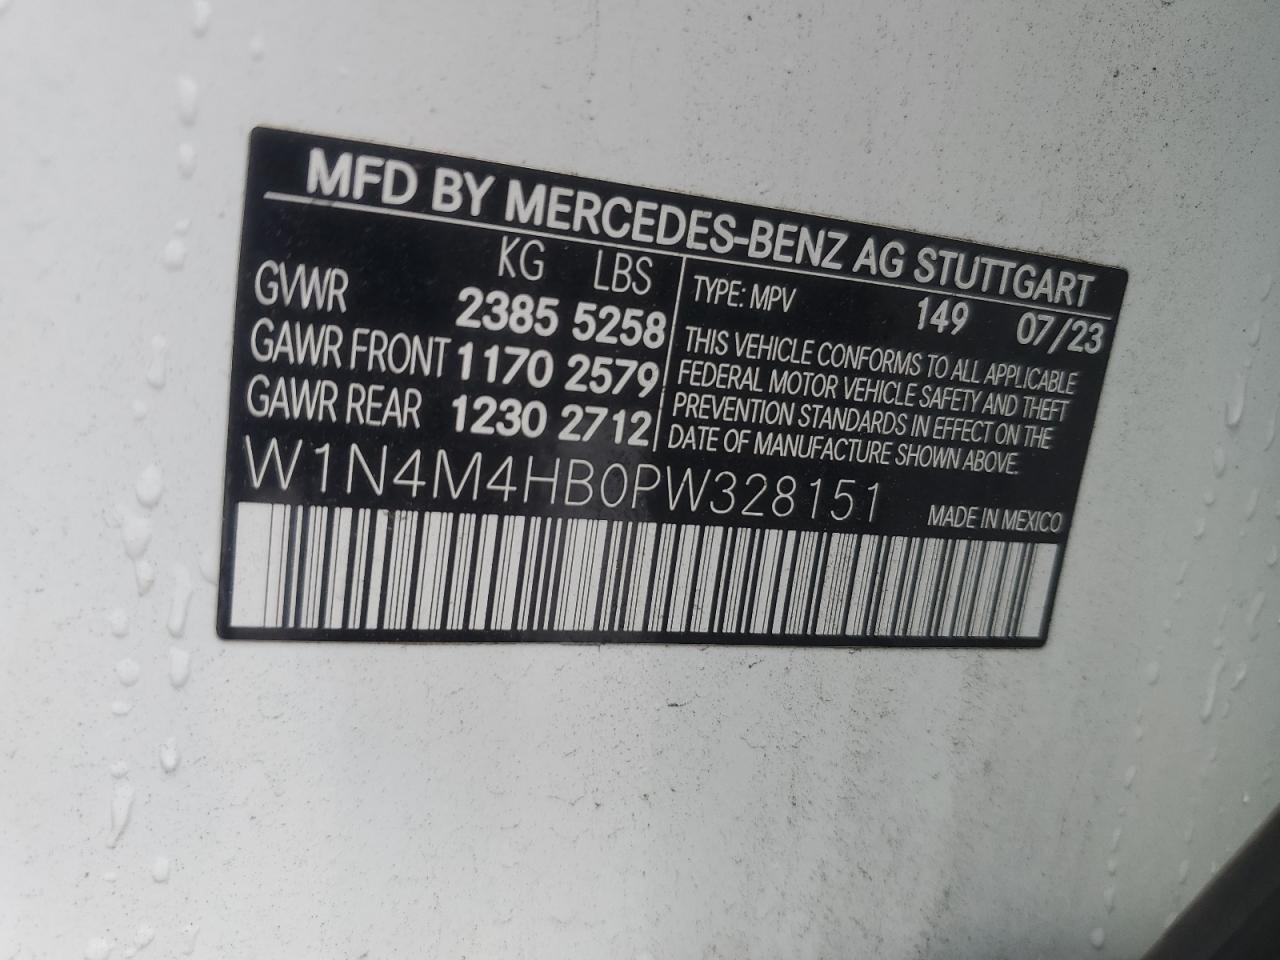 MFD BY MERCEDES-BENZ AG STUTTGART
KG LBS
GVWR 2385 5258
GAWR FRONT 1170 2579
GAWR REAR 1230 2712
TYPE: MPV 149 07/23
THIS VEHICLE CONFORMS TO ALL APPLICABLE
FEDERAL MOTOR VEHICLE SAFETY AND THEFT
PREVENTION STANDARDS IN EFFECT ON THE
DATE OF MANUFACTURE SHOWN ABOVE.
W1N4M4HB0PW328151
MADE IN MEXICO